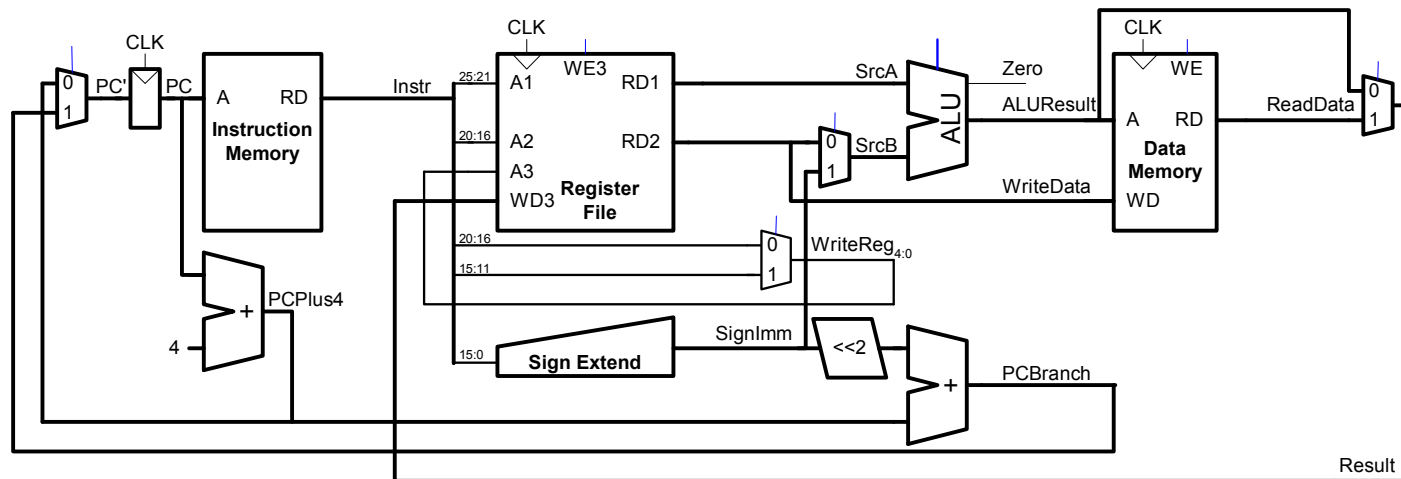 CLK
CLK
CLK
0
1
PC'
PC
A RD
Instruction
Memory
Instr
25:21
A1
WE3
RD1
20:16
A2
RD2
A3
WD3
Register
File
SrcA
0
1
SrcB
ALU
Zero
ALUResult
WriteData
WE
A RD
Data
Memory
WD
ReadData
0
1
20:16
15:11
0
1
WriteReg4:0
4
+
PCPlus4
15:0
Sign Extend
SignImm
<<2
+
PCBranch
Result